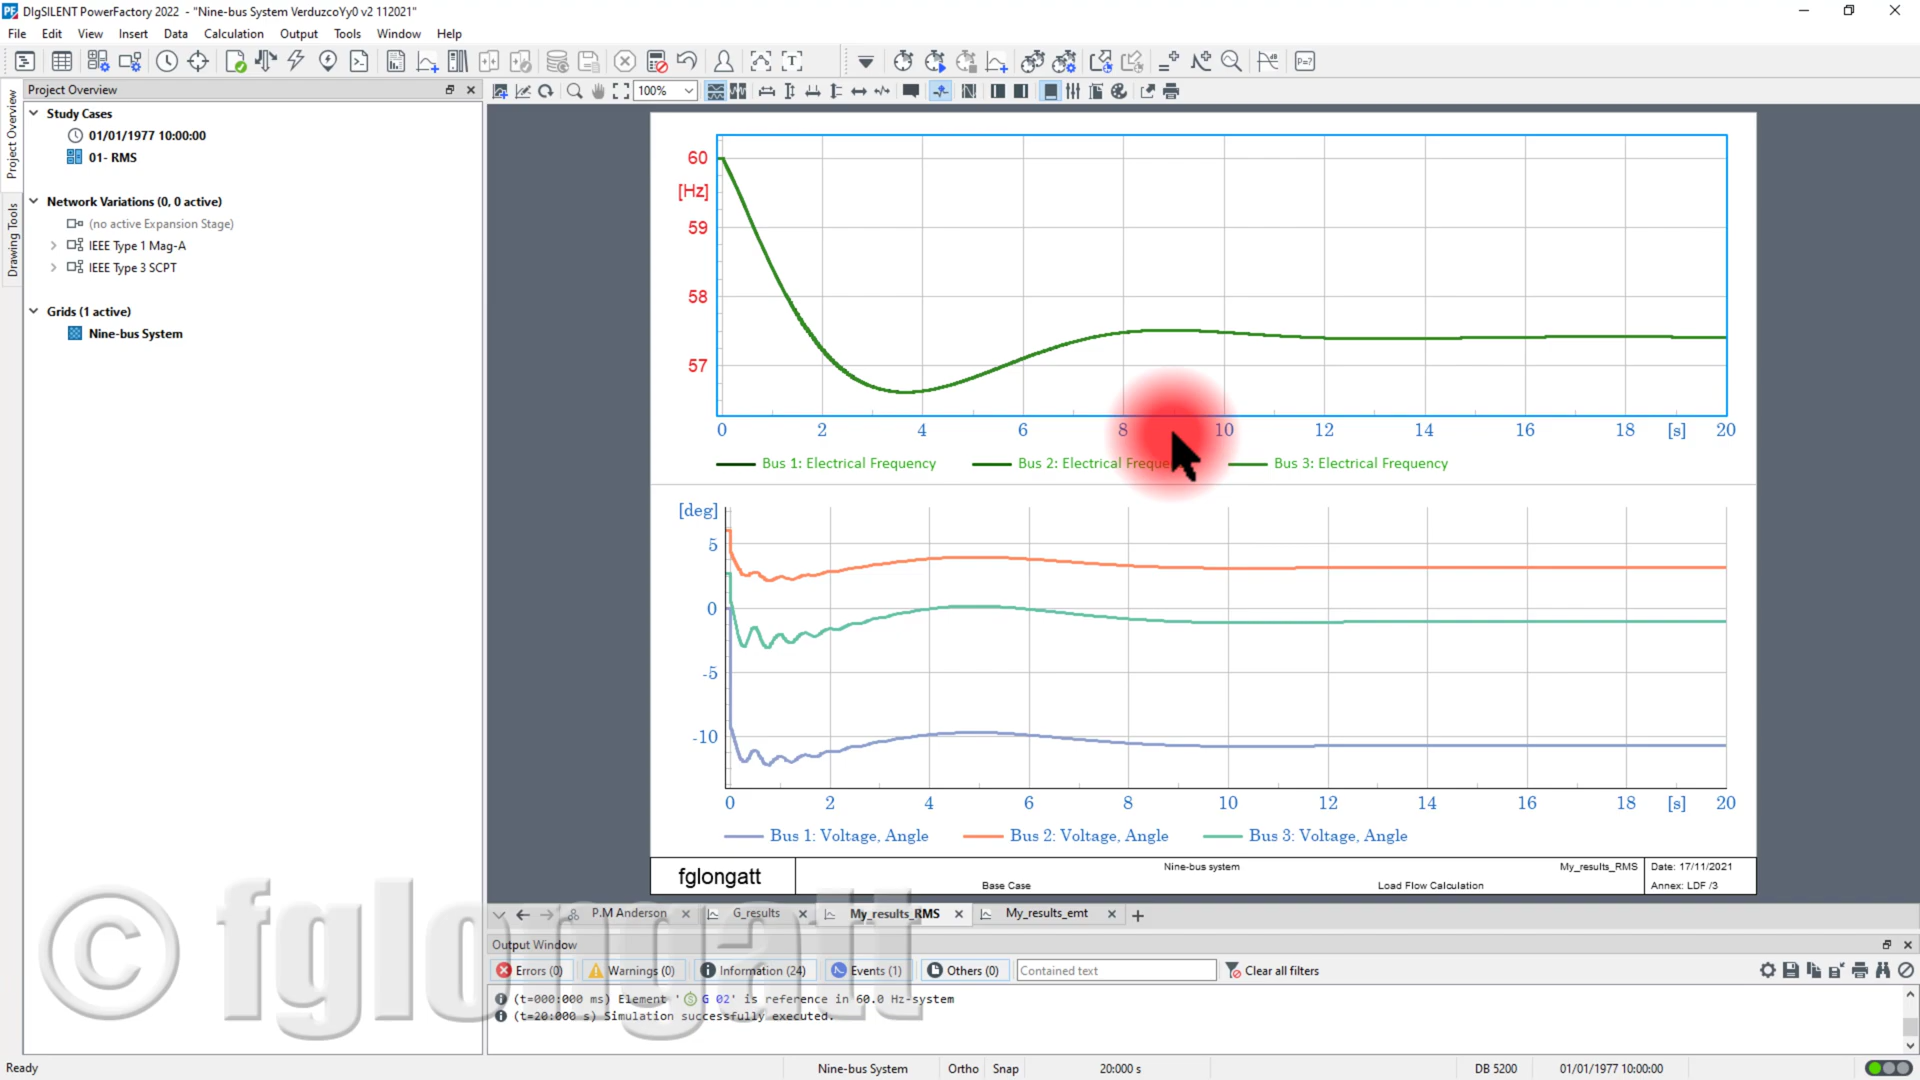 DIgSILENT PowerFactory 2022 - "Nine-bus System VerduzcoYy0 v2 112021"
File Edit View Insert Data Calculation Output Tools Window Help
Project Overview
100%
Project Overview
Drawing Tools
Study Cases
01/01/1977 10:00:00
01- RMS
Network Variations (0, 0 active)
(no active Expansion Stage)
IEEE Type 1 Mag-A
IEEE Type 3 SCPT
Grids (1 active)
Nine-bus System
60
[Hz]
59
58
57
0 2 4 6 8 10 12 14 16 18 [s] 20
Bus 1: Electrical Frequency Bus 2: Electrical Freque Bus 3: Electrical Frequency
[deg]
5
0
-5
-10
0 2 4 6 8 10 12 14 16 18 [s] 20
Bus 1: Voltage, Angle Bus 2: Voltage, Angle Bus 3: Voltage, Angle
fglongatt Nine-bus system My_results_RMS Date: 17/11/2021
Base Case Load Flow Calculation Annex: LDF /3
P.M Anderson G_results My_results_RMS My_results_emt
Output Window
Errors (0) Warnings (0) Information (24) Events (1) Others (0) Contained text Clear all filters
(t=000:000 ms) Element 'G 02' is reference in 60.0 Hz-system
(t=20:000 s) Simulation successfully executed.
© fglongatt
Ready Nine-bus System Ortho Snap 20:000 s DB 5200 01/01/1977 10:00:00